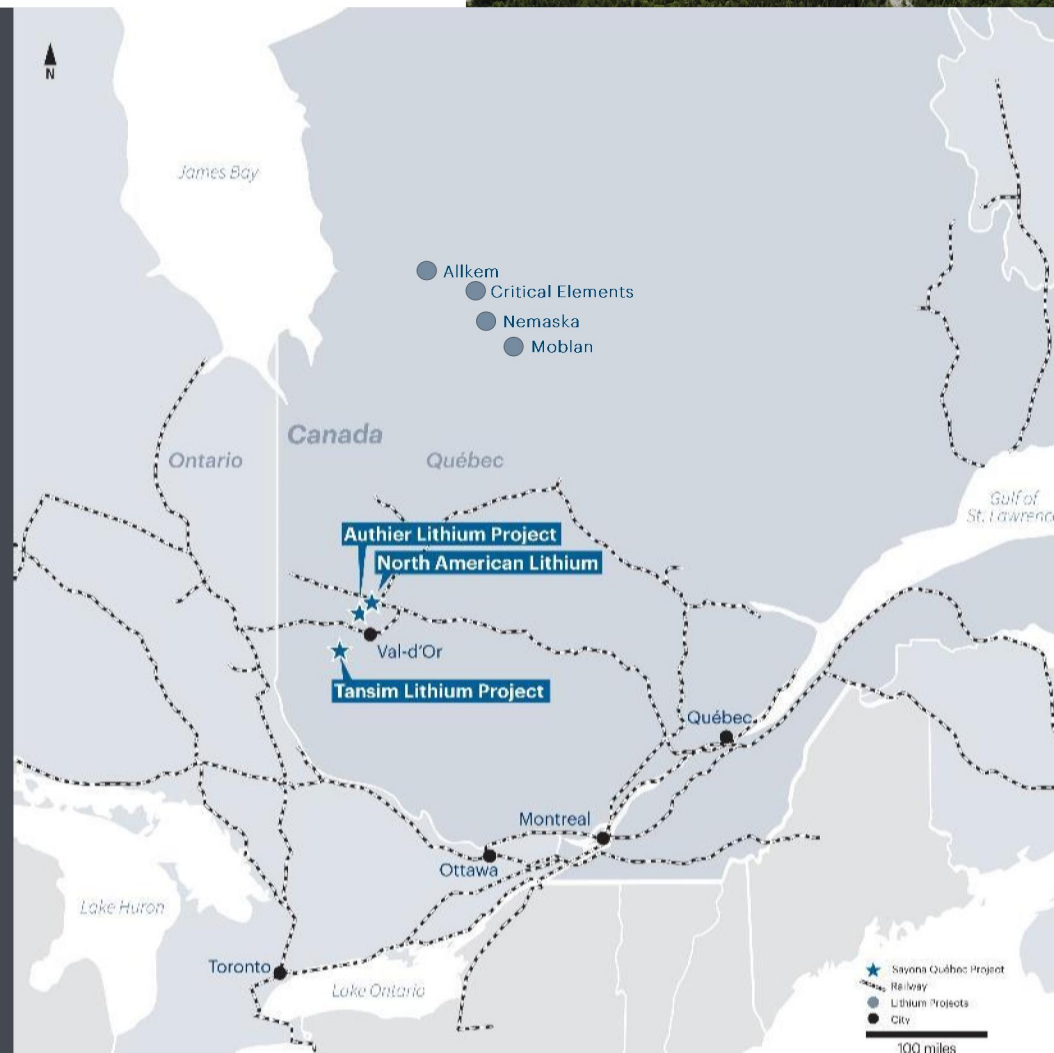 N
James Bay
Allkem
Critical Elements
Nemaska
Moblan
Canada
Ontario
Québec
Gulf of
St. Lawrence
Authier Lithium Project
North American Lithium
Val-d'Or
Tansim Lithium Project
Québec
Montreal
Ottawa
Lake Huron
Toronto
Lake Ontario
Sayona Québec Project
Railway
Lithium Projects
City
100 miles